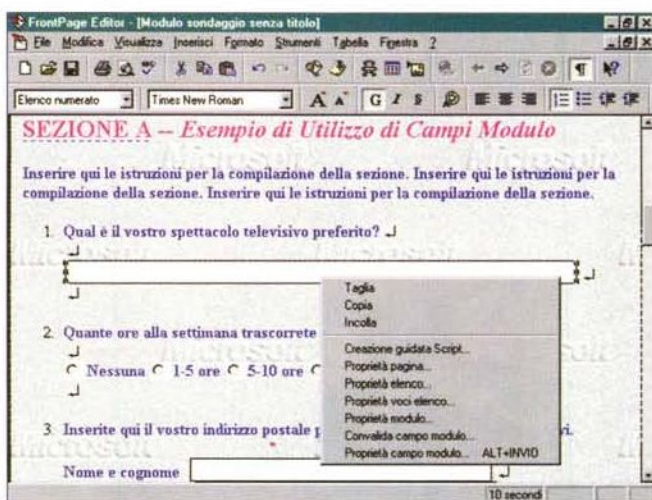 FrontPage Editor - [Modulo sondaggio senza titolo]
File Modifica Visualizza Inserisci Formato Strumenti Tabella Finestra ?
Elenco numerato Times New Roman A A G I S
SEZIONE A -- Esempio di Utilizzo di Campi Modulo
Inserire qui le istruzioni per la compilazione della sezione. Inserire qui le istruzioni per la
compilazione della sezione. Inserire qui le istruzioni per la compilazione della sezione.
1. Qual è il vostro spettacolo televisivo preferito?
Taglia
Copia
Incolla
Creazione guidata Script...
Proprietà pagina...
Proprietà elenco...
Proprietà voci elenco...
Proprietà modulo...
Convalida campo modulo...
Proprietà campo modulo... ALT+INVIO
2. Quante ore alla settimana trascorrete
Nessuna 1-5 ore 5-10 ore
3. Inserite qui il vostro indirizzo postale p vi.
Nome e cognome
10 secondi